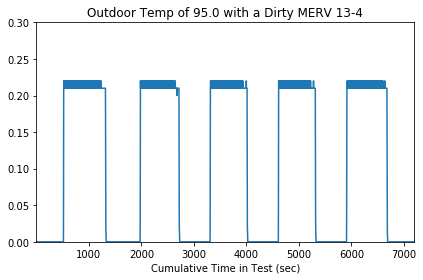 Outdoor Temp of 95.0 with a Dirty MERV 13-4
0.30
0.25
0.20
0.15
0.10
0.05
0.00
1000 2000 3000 4000 5000 6000 7000
Cumulative Time in Test (sec)